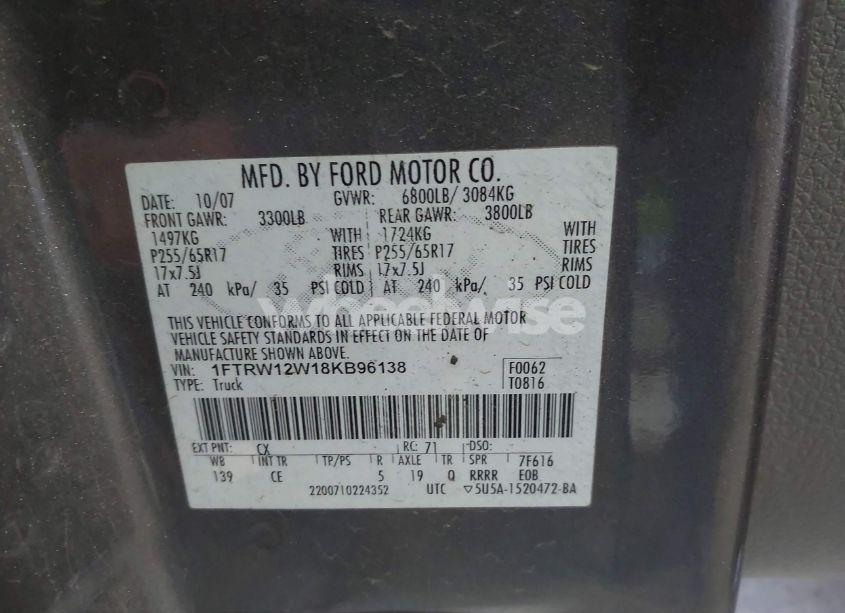 MFD. BY FORD MOTOR CO.
DATE: 10/07 GVWR: 6800LB/ 3084KG
FRONT GAWR: 3300LB REAR GAWR: 3800LB
1497KG WITH 1724KG WITH
P255/65R17 TIRES P255/65R17 TIRES
17x7.5J RIMS 17x7.5J RIMS
AT 240 kPa/ 35 PSI COLD AT 240 kPa/ 35 PSI COLD
wheelwise
THIS VEHICLE CONFORMS TO ALL APPLICABLE FEDERAL MOTOR
VEHICLE SAFETY STANDARDS IN EFFECT ON THE DATE OF
MANUFACTURE SHOWN ABOVE.
VIN: 1FTRW12W18KB96138 F0062
TYPE: Truck T0816
EXT PNT: CX RC: 71 DSO:
WB INT TR TP/PS R AXLE TR SPR 7F616
139 CE 5 19 Q RRRR EOB
2200710224352 UTC ▽5U5A-1520472-BA